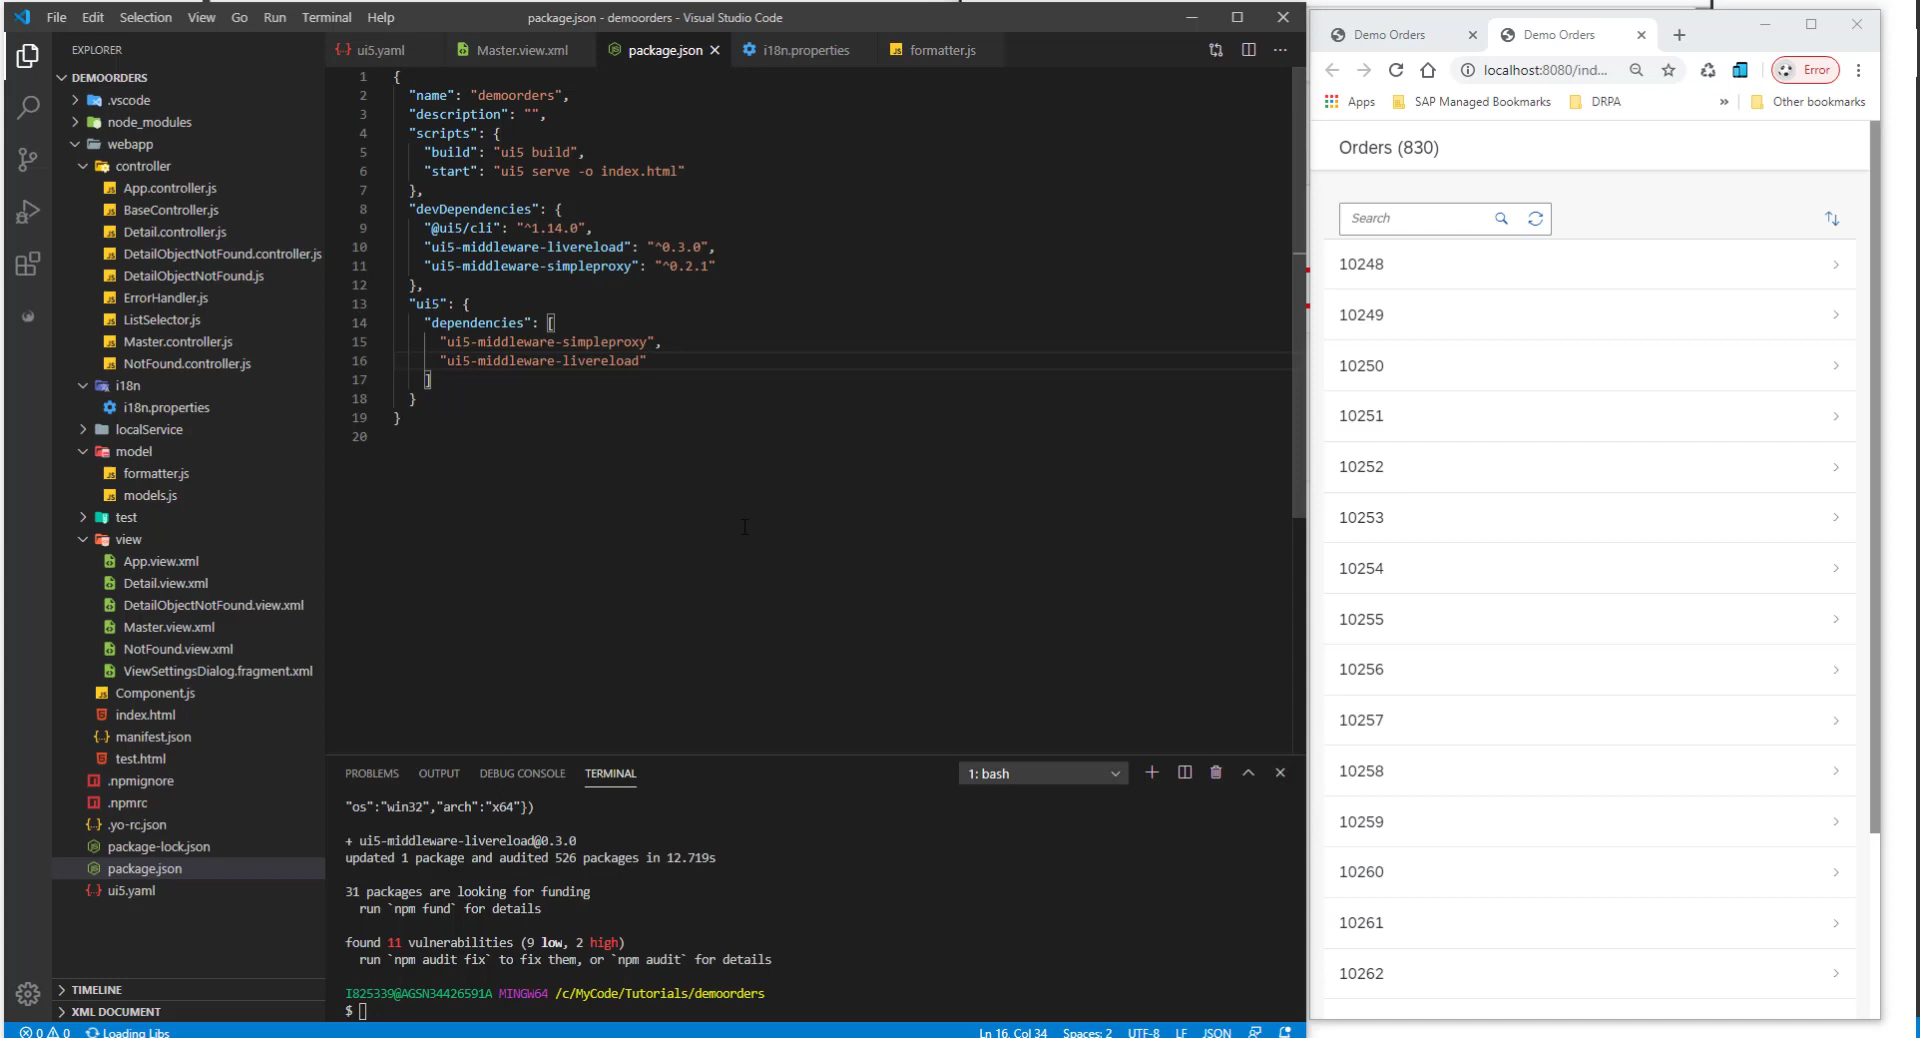 File Edit Selection View Go Run Terminal Help
package.json - demoorders - Visual Studio Code
EXPLORER
DEMOORDERS
.vscode
node_modules
webapp
controller
App.controller.js
BaseController.js
Detail.controller.js
DetailObjectNotFound.controller.js
DetailObjectNotFound.js
ErrorHandler.js
ListSelector.js
Master.controller.js
NotFound.controller.js
i18n
i18n.properties
localService
model
formatter.js
models.js
test
view
App.view.xml
Detail.view.xml
DetailObjectNotFound.view.xml
Master.view.xml
NotFound.view.xml
ViewSettingsDialog.fragment.xml
Component.js
index.html
manifest.json
test.html
.npmignore
.npmrc
.yo-rc.json
package-lock.json
package.json
ui5.yaml
TIMELINE
XML DOCUMENT
ui5.yaml Master.view.xml package.json i18n.properties formatter.js
1 {
2 "name": "demoorders",
3 "description": "",
4 "scripts": {
5 "build": "ui5 build",
6 "start": "ui5 serve -o index.html"
7 },
8 "devDependencies": {
9 "@ui5/cli": "^1.14.0",
10 "ui5-middleware-livereload": "^0.3.0",
11 "ui5-middleware-simpleproxy": "^0.2.1"
12 },
13 "ui5": {
14 "dependencies": [
15 "ui5-middleware-simpleproxy",
16 "ui5-middleware-livereload"
17 ]
18 }
19 }
20
PROBLEMS OUTPUT DEBUG CONSOLE TERMINAL 1: bash
"os":"win32","arch":"x64"})
+ ui5-middleware-livereload@0.3.0
updated 1 package and audited 526 packages in 12.719s
31 packages are looking for funding
run `npm fund` for details
found 11 vulnerabilities (9 low, 2 high)
run `npm audit fix` to fix them, or `npm audit` for details
I825339@AGSN34426591A MINGW64 /c/MyCode/Tutorials/demoorders
$
0 0 Loading Libs Ln 16, Col 34 Spaces: 2 UTF-8 LF JSON
Demo Orders Demo Orders
localhost:8080/ind... Error
Apps SAP Managed Bookmarks DRPA » Other bookmarks
Orders (830)
Search
10248
10249
10250
10251
10252
10253
10254
10255
10256
10257
10258
10259
10260
10261
10262